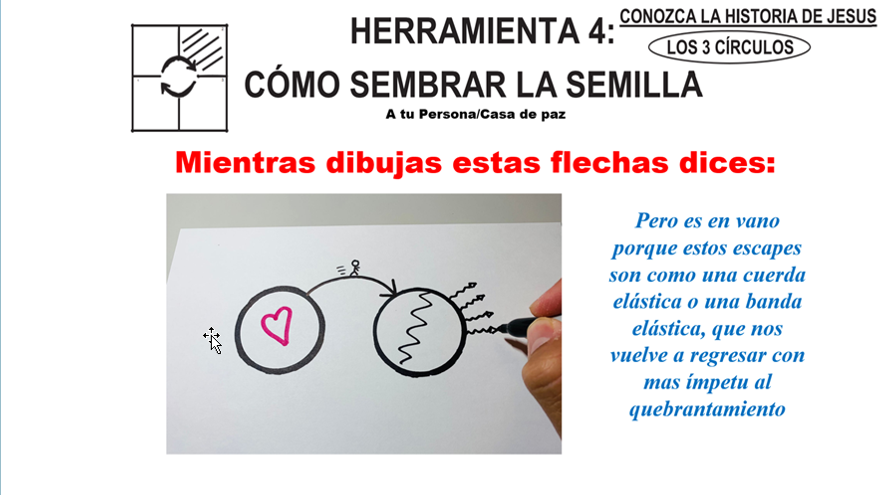 HERRAMIENTA 4:
CONOZCA LA HISTORIA DE JESUS
LOS 3 CÍRCULOS
CÓMO SEMBRAR LA SEMILLA
A tu Persona/Casa de paz
Mientras dibujas estas flechas dices:
Pero es en vano
porque estos escapes
son como una cuerda
elástica o una banda
elástica, que nos
vuelve a regresar con
mas ímpetu al
quebrantamiento